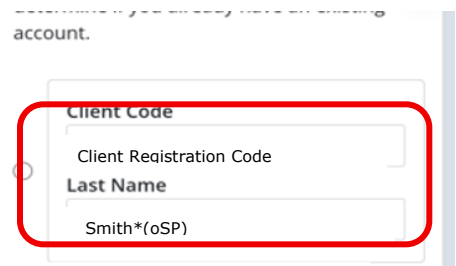 account.
Client Code
Client Registration Code
Last Name
Smith*(oSP)